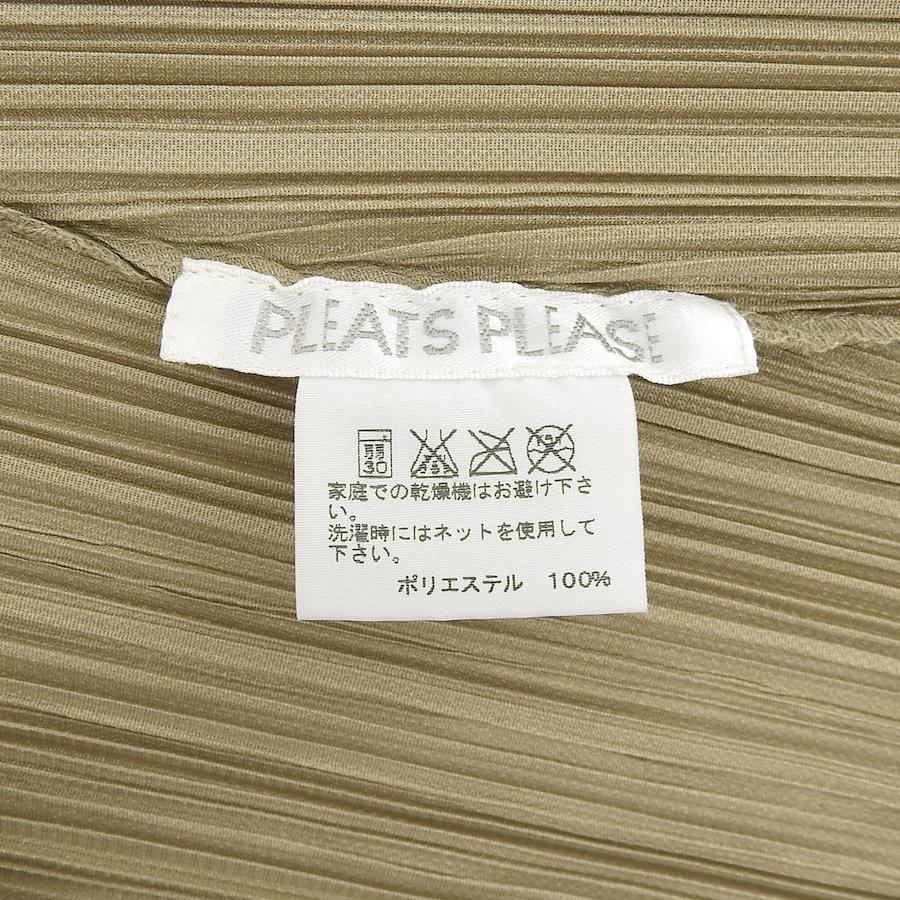 PLEATS PLEASE
弱
30
家庭での乾燥機はお避け下さ
い。
洗濯時にはネットを使用して
下さい。
ポリエステル 100%